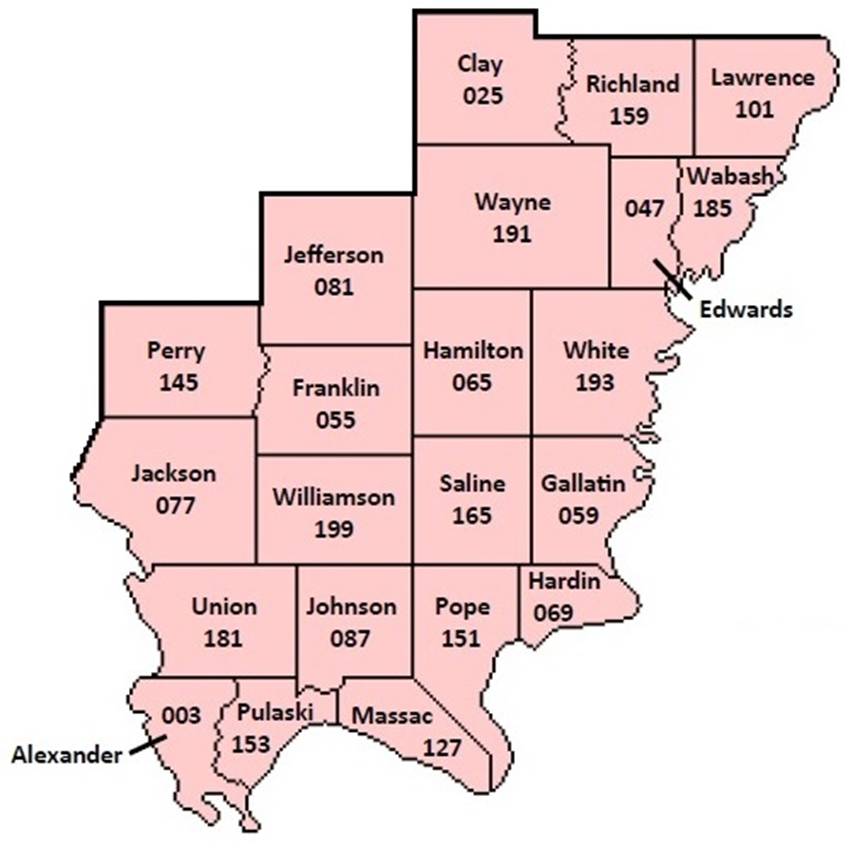 Clay
025
Richland
159
Lawrence
101
Wayne
191
047
Wabash
185
Edwards
Jefferson
081
Perry
145
Franklin
055
Hamilton
065
White
193
Jackson
077
Williamson
199
Saline
165
Gallatin
059
Union
181
Johnson
087
Pope
151
Hardin
069
003
Alexander
Pulaski
153
Massac
127